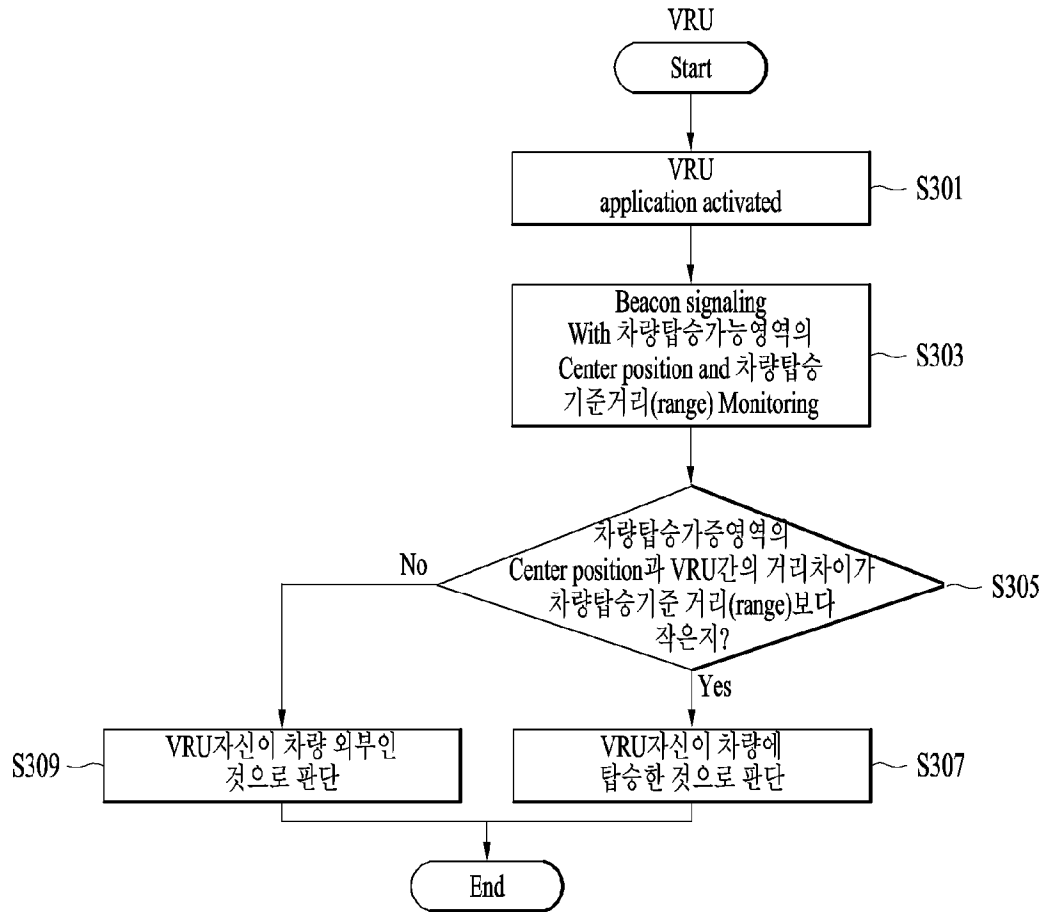 VRU
Start
VRU
application activated
S301
Beacon signaling
With 차량탑승가능영역의
Center position and 차량탑승
기준거리(range) Monitoring
S303
차량탑승가증영역의
Center position과 VRU간의 거리차이가
차량탑승기준 거리(range)보다
작은지?
S305
No
Yes
VRU자신이 차량 외부인
것으로 판단
S309
VRU자신이 차량에
탑승한 것으로 판단
S307
End